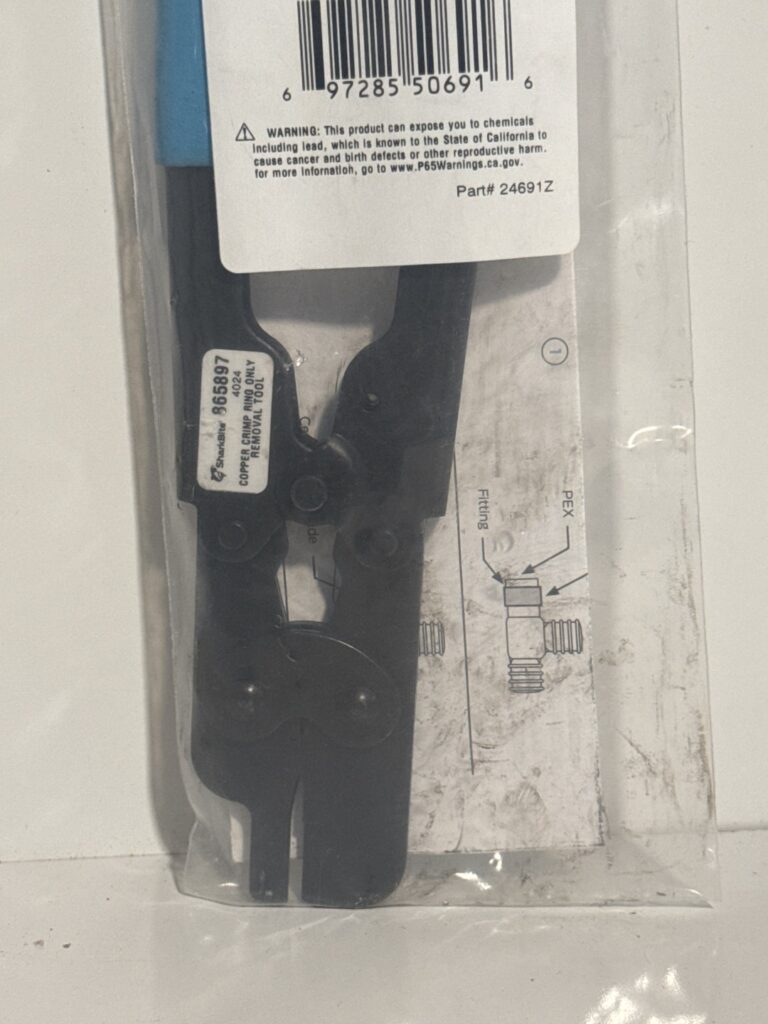 6 97285 50691 6
WARNING: This product can expose you to chemicals
including lead, which is known to the State of California to
cause cancer and birth defects or other reproductive harm.
for more information, go to www.P65Warnings.ca.gov.
Part# 24691Z
SharkBite 865897
4024
COPPER CRIMP RING ONLY
REMOVAL TOOL
1
PEX
Fitting